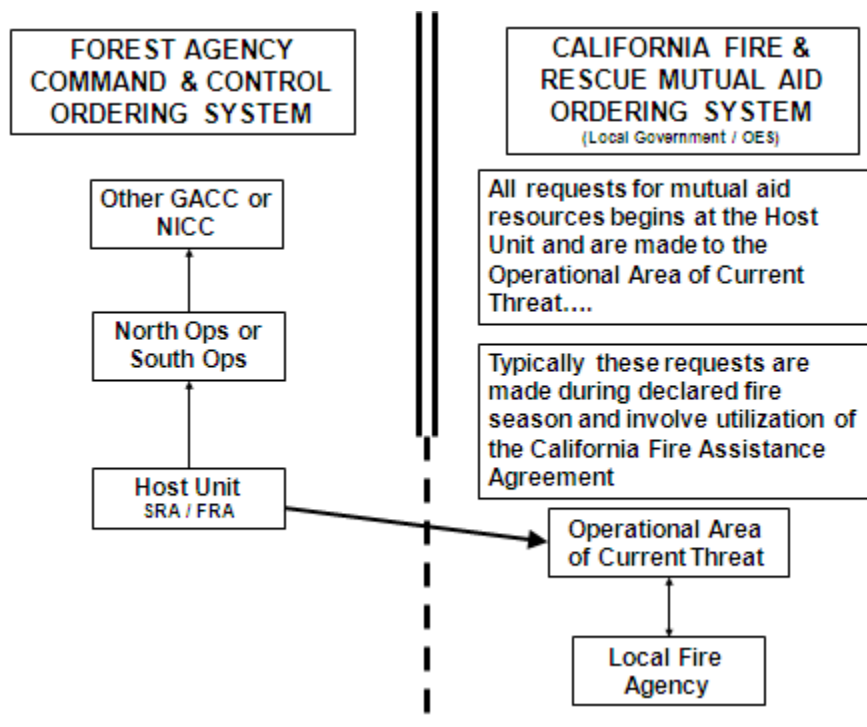 FOREST AGENCY
COMMAND & CONTROL
ORDERING SYSTEM
Other GACC or
NICC
North Ops or
South Ops
Host Unit
SRA / FRA
CALIFORNIA FIRE &
RESCUE MUTUAL AID
ORDERING SYSTEM
(Local Government / OES)
All requests for mutual aid
resources begins at the Host
Unit and are made to the
Operational Area of Current
Threat....
Typically these requests are
made during declared fire
season and involve utilization of
the California Fire Assistance
Agreement
Operational Area
of Current Threat
Local Fire
Agency